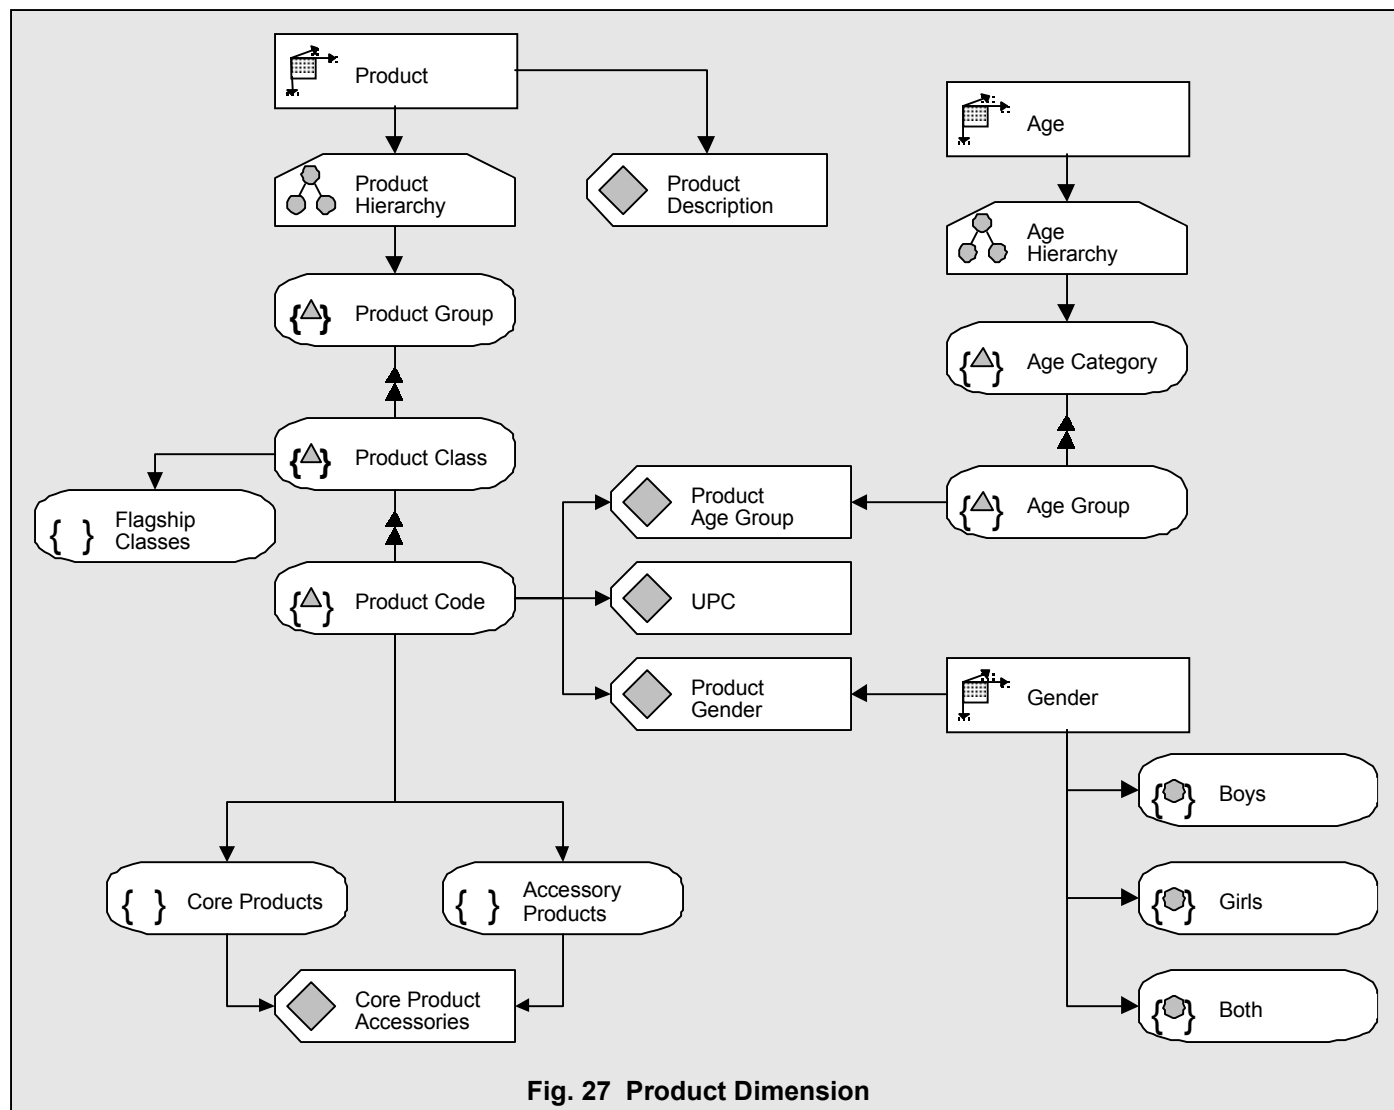 Product
Product
Hierarchy
Product
Description
Age
Age
Hierarchy
{ } Product Group
{ } Age Category
{ } Product Class
{ } Flagship
Classes
Product
Age Group
{ } Age Group
{ } Product Code
UPC
Product
Gender
Gender
{ } Boys
{ } Core Products
{ } Accessory
Products
{ } Girls
Core Product
Accessories
{ } Both
Fig. 27 Product Dimension